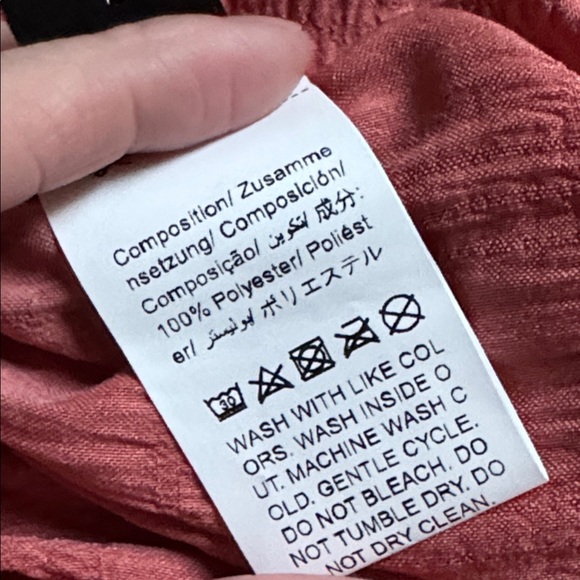 Composition/ Zusamme
nsetzung/ Composición/
Composição/ تكوين/ 成分:
100% Polyester/ Poliést
er/ بوليستر/ ポリエステル
30
WASH WITH LIKE COL
ORS. WASH INSIDE O
UT. MACHINE WASH C
OLD. GENTLE CYCLE.
DO NOT BLEACH. DO
NOT TUMBLE DRY. DO
NOT DRY CLEAN.